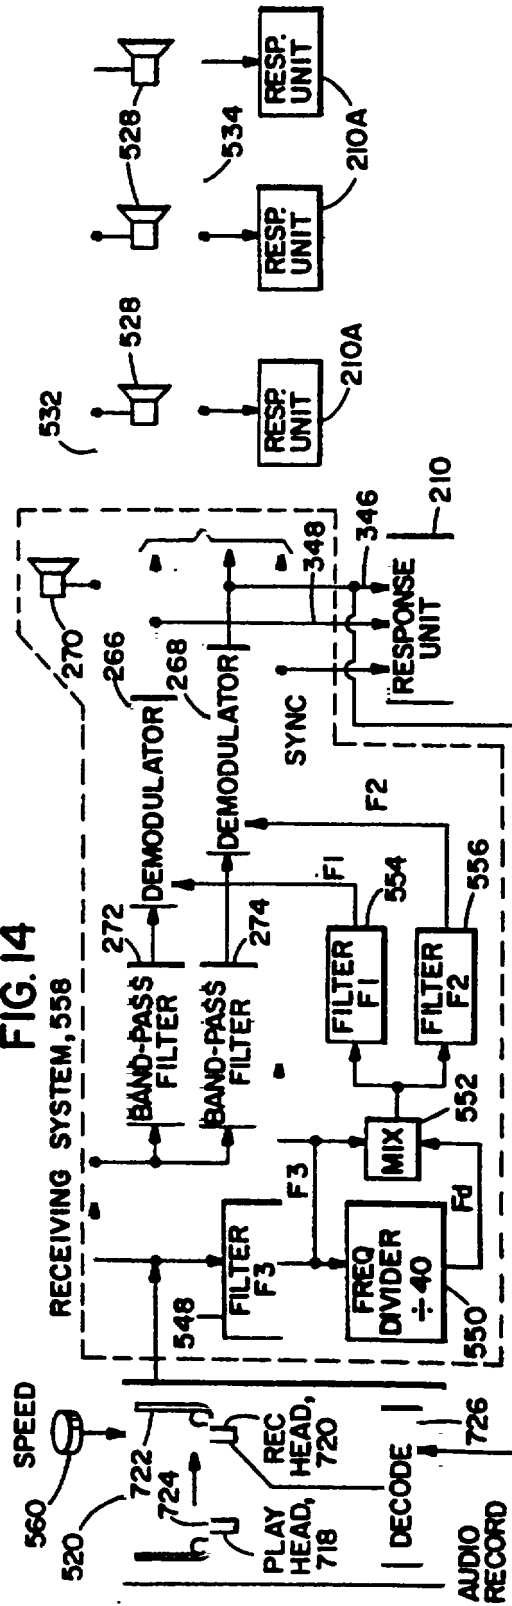 FIG. 14
RECEIVING SYSTEM, 558
SPEED
560
520
722
724
PLAY HEAD, 718
REC HEAD, 720
DECODE
726
AUDIO RECORD
548
FILTER F3
F3
FREQ DIVIDER ÷ 40
550
Fd
MIX
552
BAND-PASS FILTER
272
BAND-PASS FILTER
274
FILTER F1
554
FILTER F2
556
F1
F2
DEMODULATOR
266
DEMODULATOR
268
270
SYNC
348
346
RESPONSE UNIT
210
532
528
528
534
RESP. UNIT
210A
RESP. UNIT
RESP. UNIT
210A